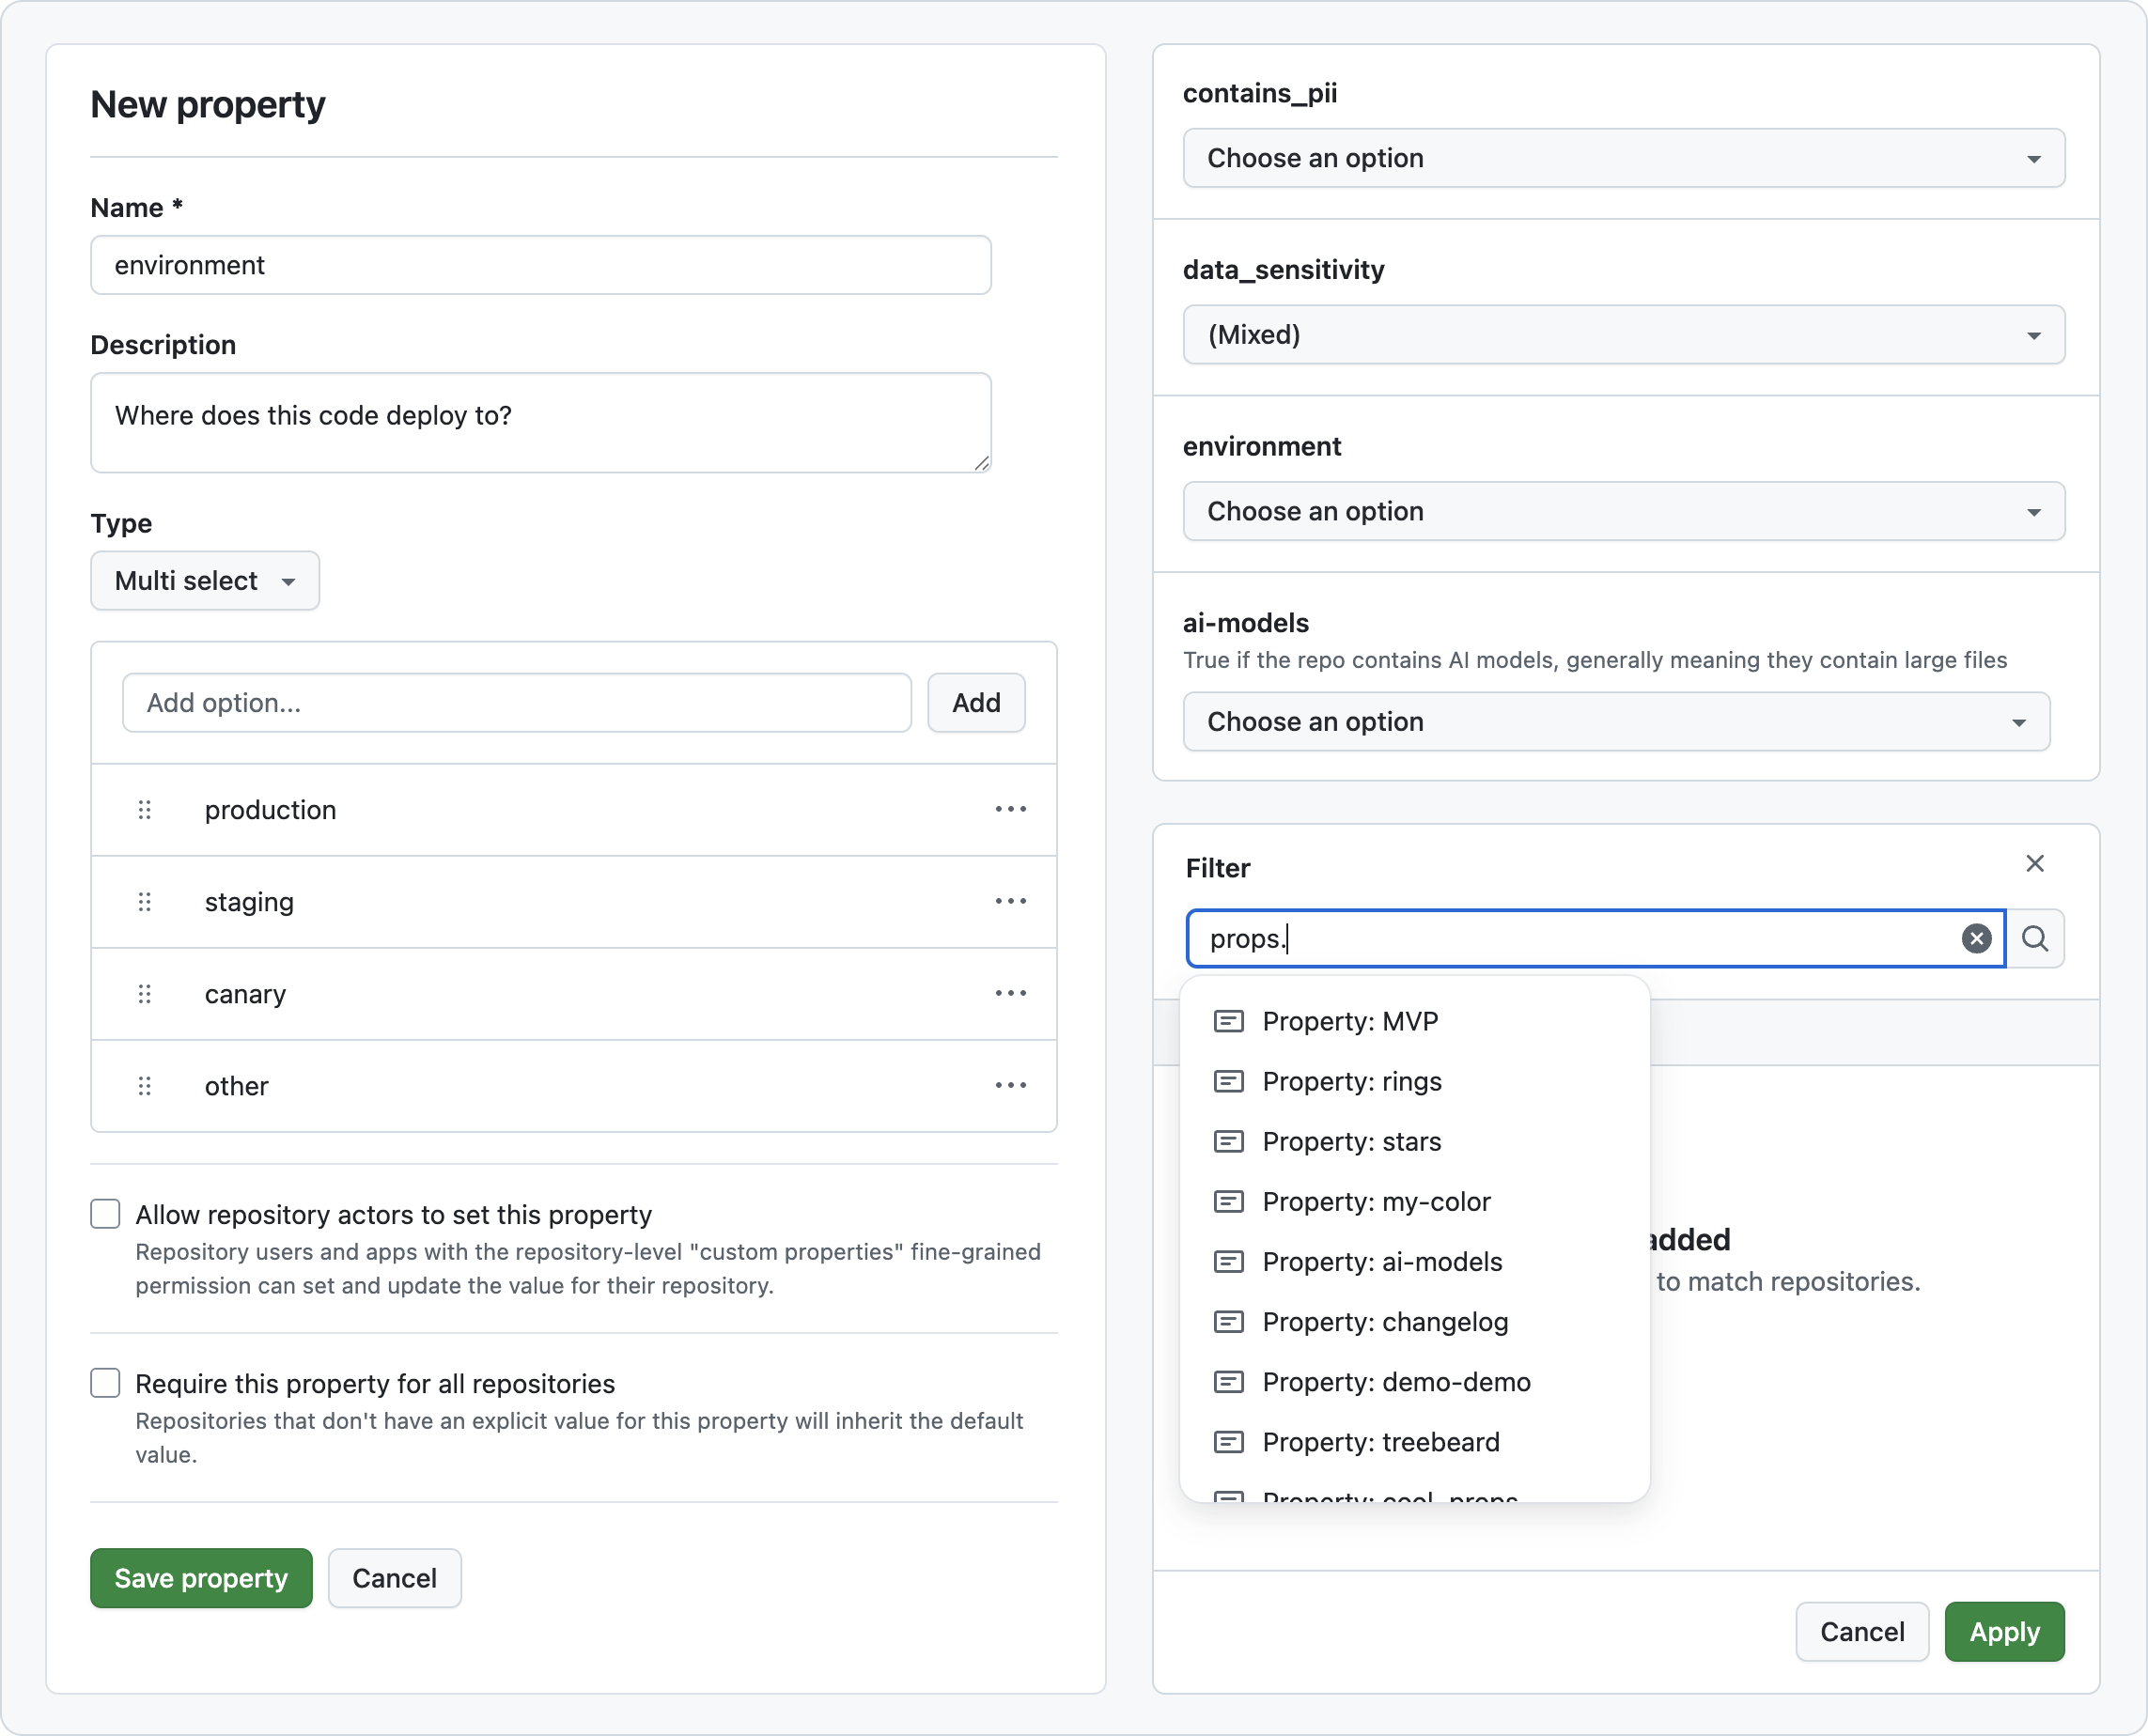 New property
Name *
environment
Description
Where does this code deploy to?
Type
Multi select
Add option...
Add
production
staging
canary
other
Allow repository actors to set this property
Repository users and apps with the repository-level "custom properties" fine-grained
permission can set and update the value for their repository.
Require this property for all repositories
Repositories that don't have an explicit value for this property will inherit the default
value.
Save property
Cancel
contains_pii
Choose an option
data_sensitivity
(Mixed)
environment
Choose an option
ai-models
True if the repo contains AI models, generally meaning they contain large files
Choose an option
Filter
props.
Property: MVP
Property: rings
Property: stars
Property: my-color
Property: ai-models
Property: changelog
Property: demo-demo
Property: treebeard
Property: cool_props
added
to match repositories.
Cancel
Apply